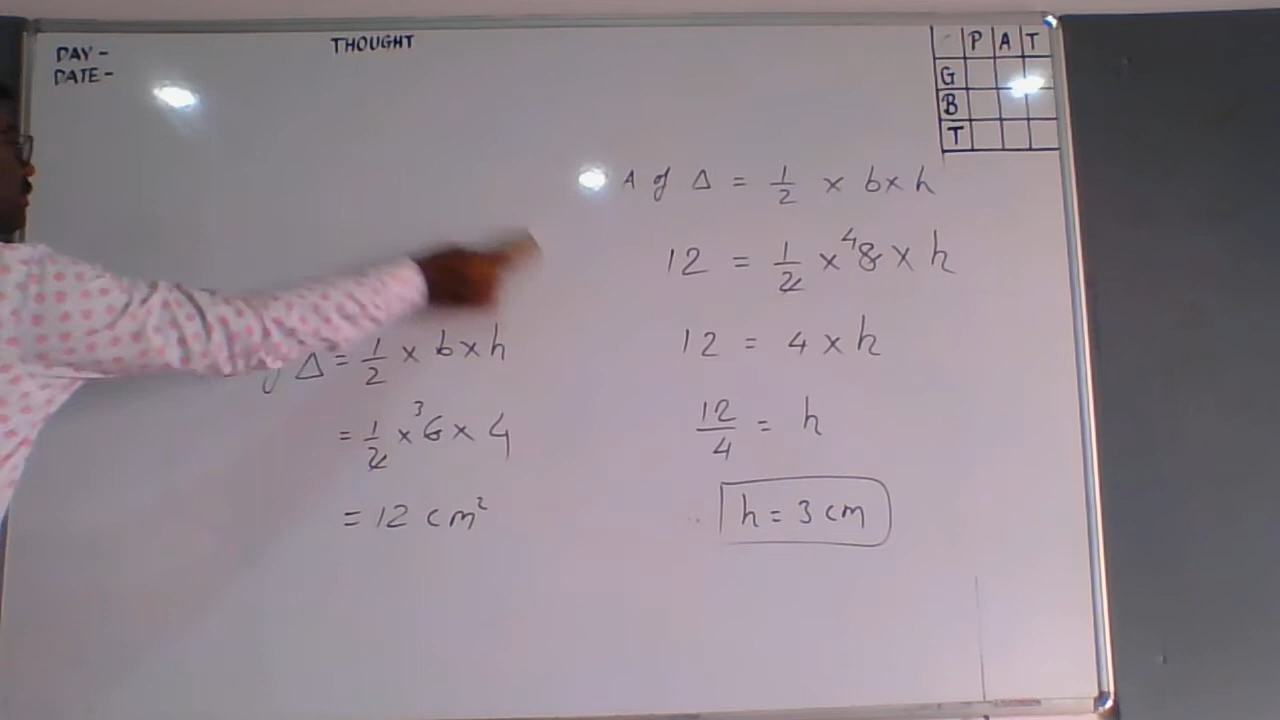 DAY -
DATE -
THOUGHT
P A T
G
B
T
A of Δ = 1/2 × b × h
12 = 1/2 × 4 8 × h
12 = 4 × h
12/4 = h
h = 3 cm
Δ = 1/2 × b × h
= 1/2 × 3 6 × 4
= 12 cm²